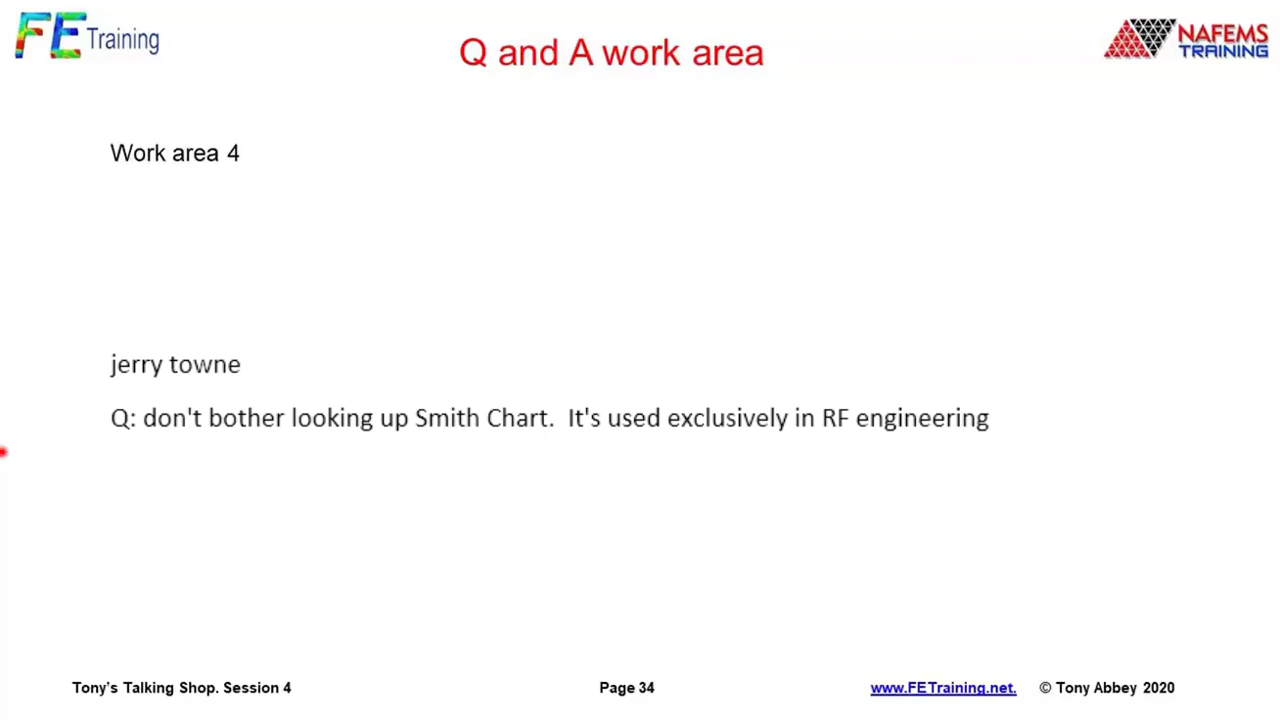 FE Training
Q and A work area
NAFEMS
TRAINING
Work area 4
jerry towne
Q: don't bother looking up Smith Chart.  It's used exclusively in RF engineering
Tony's Talking Shop. Session 4
Page 34
www.FETraining.net.
© Tony Abbey 2020